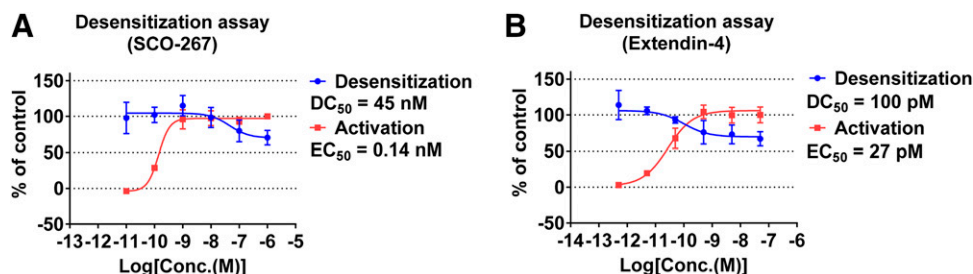 A
Desensitization assay
(SCO-267)
% of control
150
100
50
0
-50
-13 -12 -11 -10 -9 -8 -7 -6 -5
Log[Conc.(M)]
Desensitization
DC50 = 45 nM
Activation
EC50 = 0.14 nM
B
Desensitization assay
(Extendin-4)
% of control
150
100
50
0
-50
-14 -13 -12 -11 -10 -9 -8 -7 -6
Log[Conc.(M)]
Desensitization
DC50 = 100 pM
Activation
EC50 = 27 pM